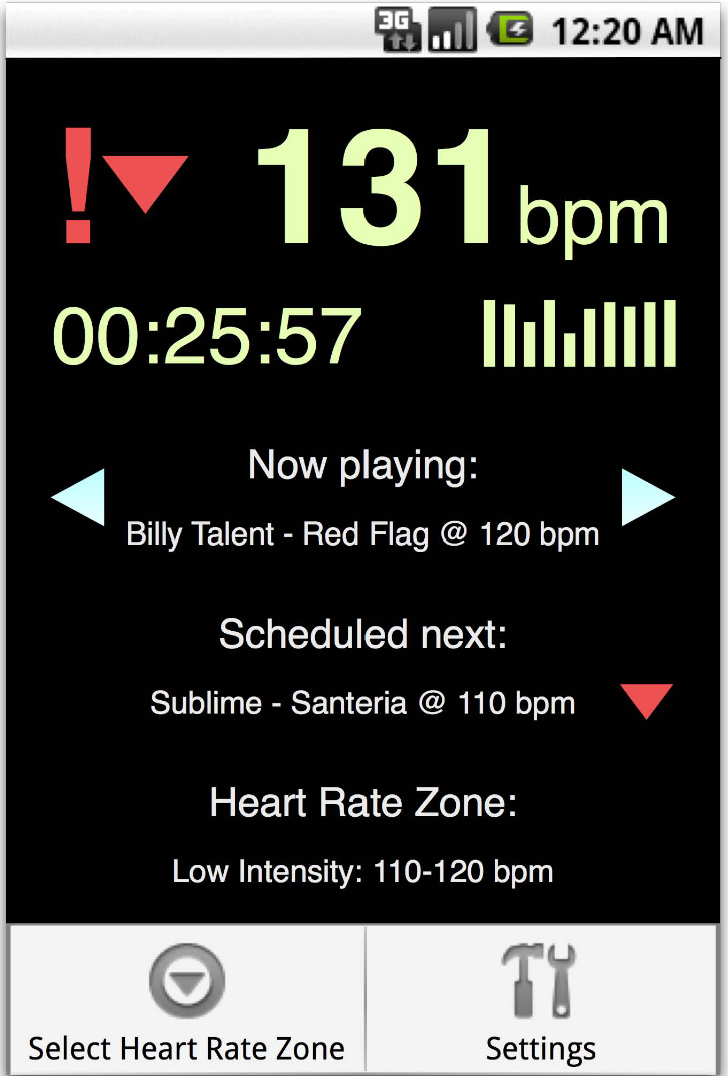 3G 12:20 AM
! 131 bpm
00:25:57
Now playing:
Billy Talent - Red Flag @ 120 bpm
Scheduled next:
Sublime - Santeria @ 110 bpm
Heart Rate Zone:
Low Intensity: 110-120 bpm
Select Heart Rate Zone
Settings